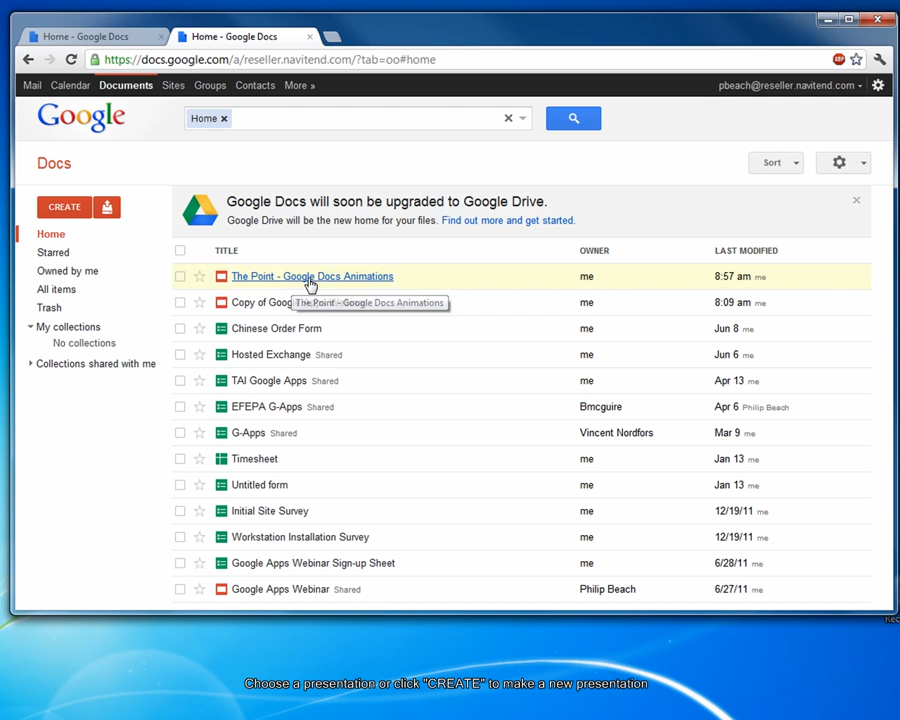 Home - Google Docs × Home - Google Docs ×
https://docs.google.com/a/reseller.navitend.com/?tab=oo#home ABP
Mail Calendar Documents Sites Groups Contacts More » pbeach@reseller.navitend.com
Google Home × ×
Docs Sort
CREATE
Home
Starred
Owned by me
All items
Trash
My collections
No collections
Collections shared with me
Google Docs will soon be upgraded to Google Drive. ×
Google Drive will be the new home for your files. Find out more and get started.
TITLE OWNER LAST MODIFIED
The Point - Google Docs Animations me 8:57 am me
Copy of Goog me 8:09 am me
The Point - Google Docs Animations
Chinese Order Form me Jun 8 me
Hosted Exchange Shared me Jun 6 me
TAI Google Apps Shared me Apr 13 me
EFEPA G-Apps Shared Bmcguire Apr 6 Philip Beach
G-Apps Shared Vincent Nordfors Mar 9 me
Timesheet me Jan 13 me
Untitled form me Jan 13 me
Initial Site Survey me 12/19/11 me
Workstation Installation Survey me 12/19/11 me
Google Apps Webinar Sign-up Sheet me 6/28/11 me
Google Apps Webinar Shared Philip Beach 6/27/11 me
Choose a presentation or click "CREATE" to make a new presentation